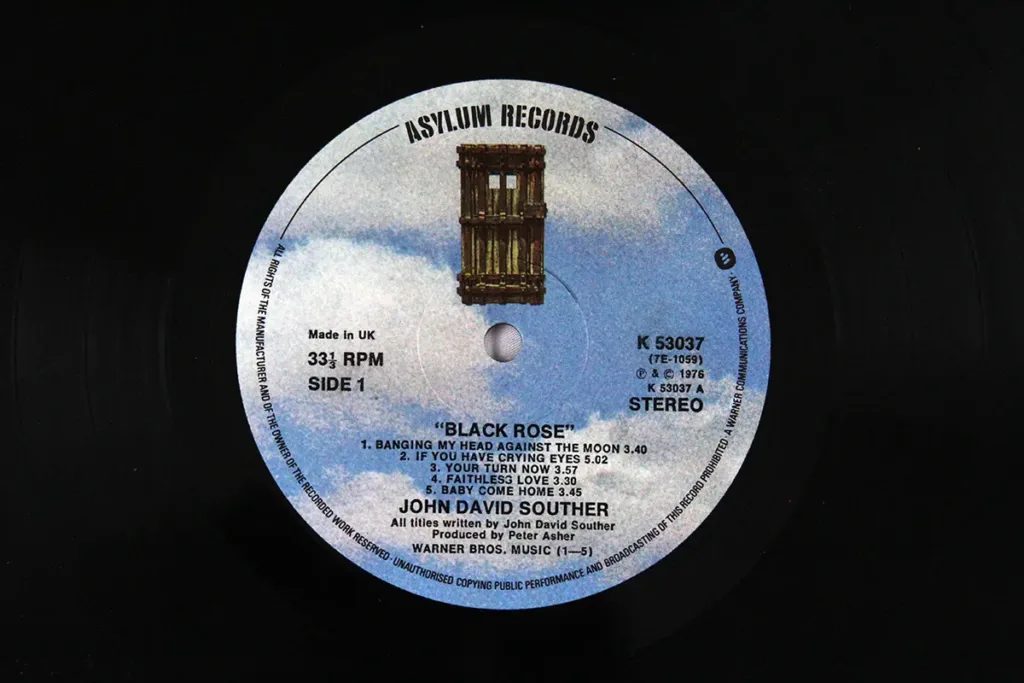 ASYLUM RECORDS
Made in UK
33⅓ RPM
SIDE 1
K 53037
(7E-1059)
Ⓟ & © 1976
K 53037 A
STEREO
"BLACK ROSE"
1. BANGING MY HEAD AGAINST THE MOON 3.40
2. IF YOU HAVE CRYING EYES 5.02
3. YOUR TURN NOW 3.57
4. FAITHLESS LOVE 3.30
5. BABY COME HOME 3.45
JOHN DAVID SOUTHER
All titles written by John David Souther
Produced by Peter Asher
WARNER BROS. MUSIC (1—5)
ALL RIGHTS OF THE MANUFACTURER AND OF THE OWNER OF THE RECORDED WORK RESERVED · UNAUTHORISED COPYING PUBLIC PERFORMANCE AND BROADCASTING OF THIS RECORD PROHIBITED · A WARNER COMMUNICATIONS COMPANY ·